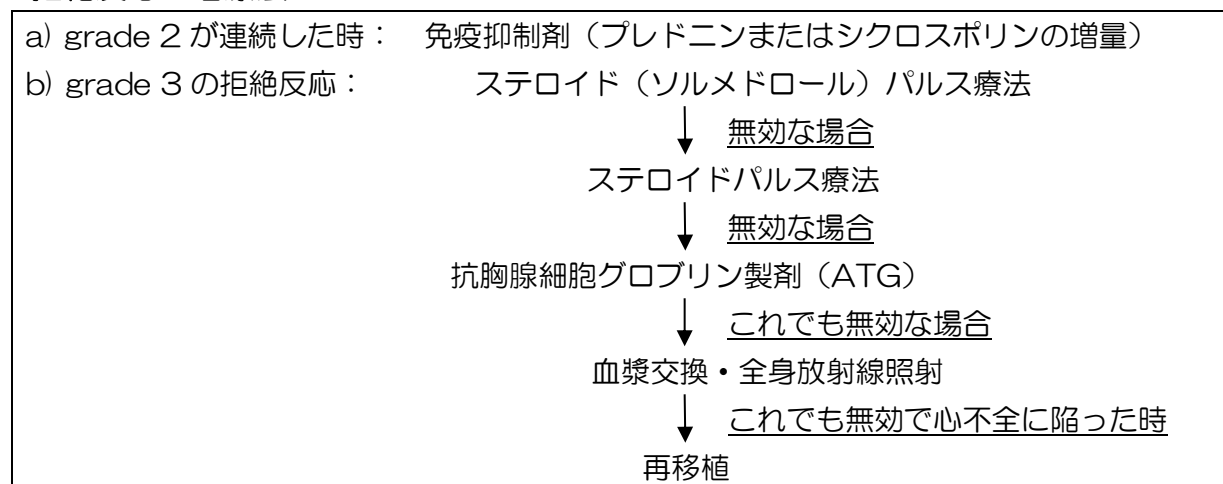 a) grade 2 が連続した時： 免疫抑制剤（プレドニンまたはシクロスポリンの増量）
b) grade 3 の拒絶反応： ステロイド（ソルメドロール）パルス療法
無効な場合
ステロイドパルス療法
無効な場合
抗胸腺細胞グロブリン製剤（ATG）
これでも無効な場合
血漿交換・全身放射線照射
これでも無効で心不全に陥った時
再移植